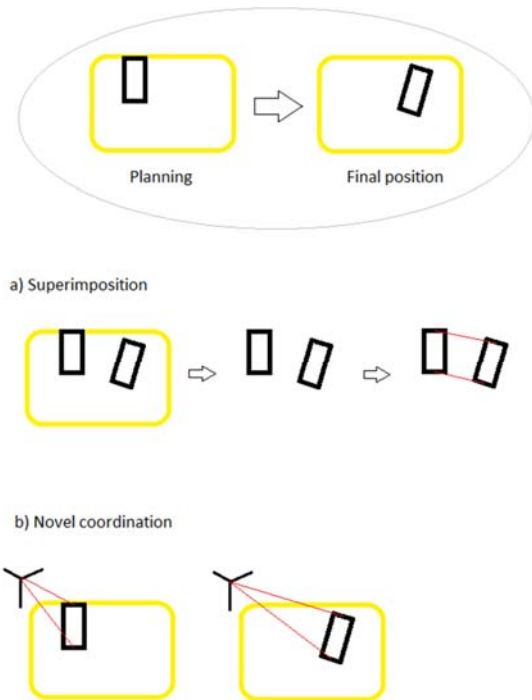 Planning
Final position
a) Superimposition
b) Novel coordination